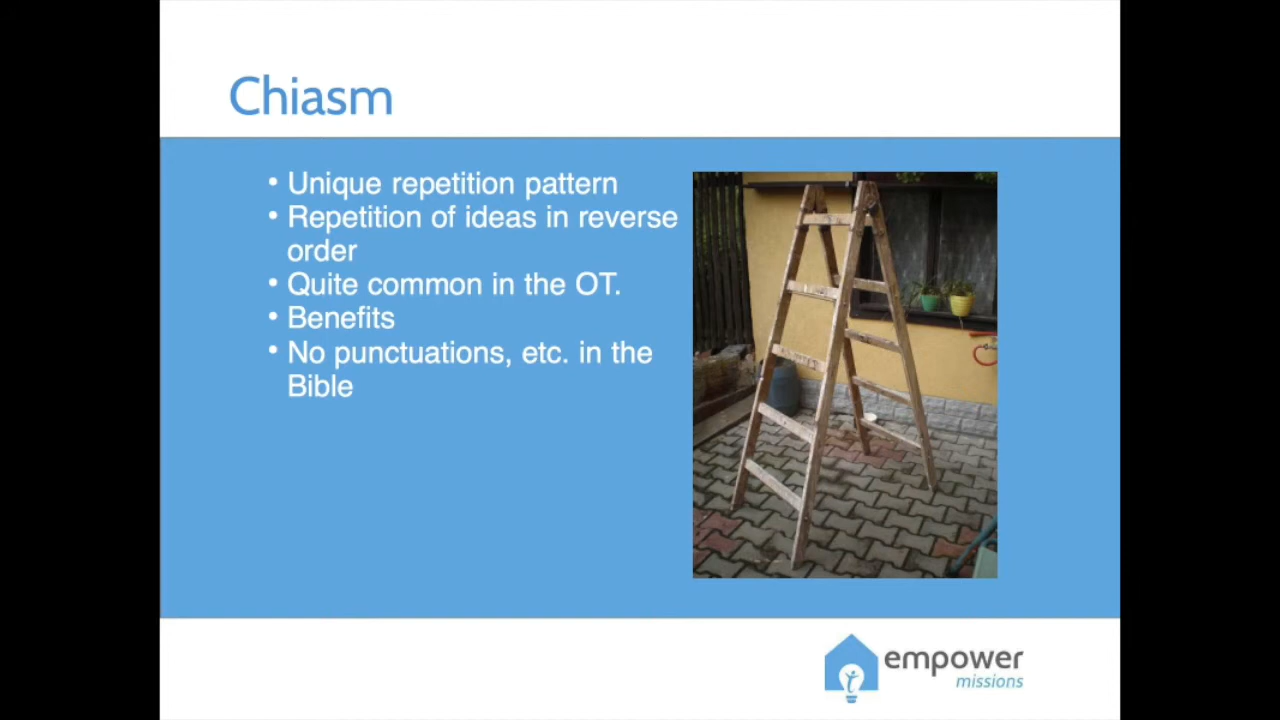 Chiasm
• Unique repetition pattern
• Repetition of ideas in reverse
order
• Quite common in the OT.
• Benefits
• No punctuations, etc. in the
Bible
empower
missions